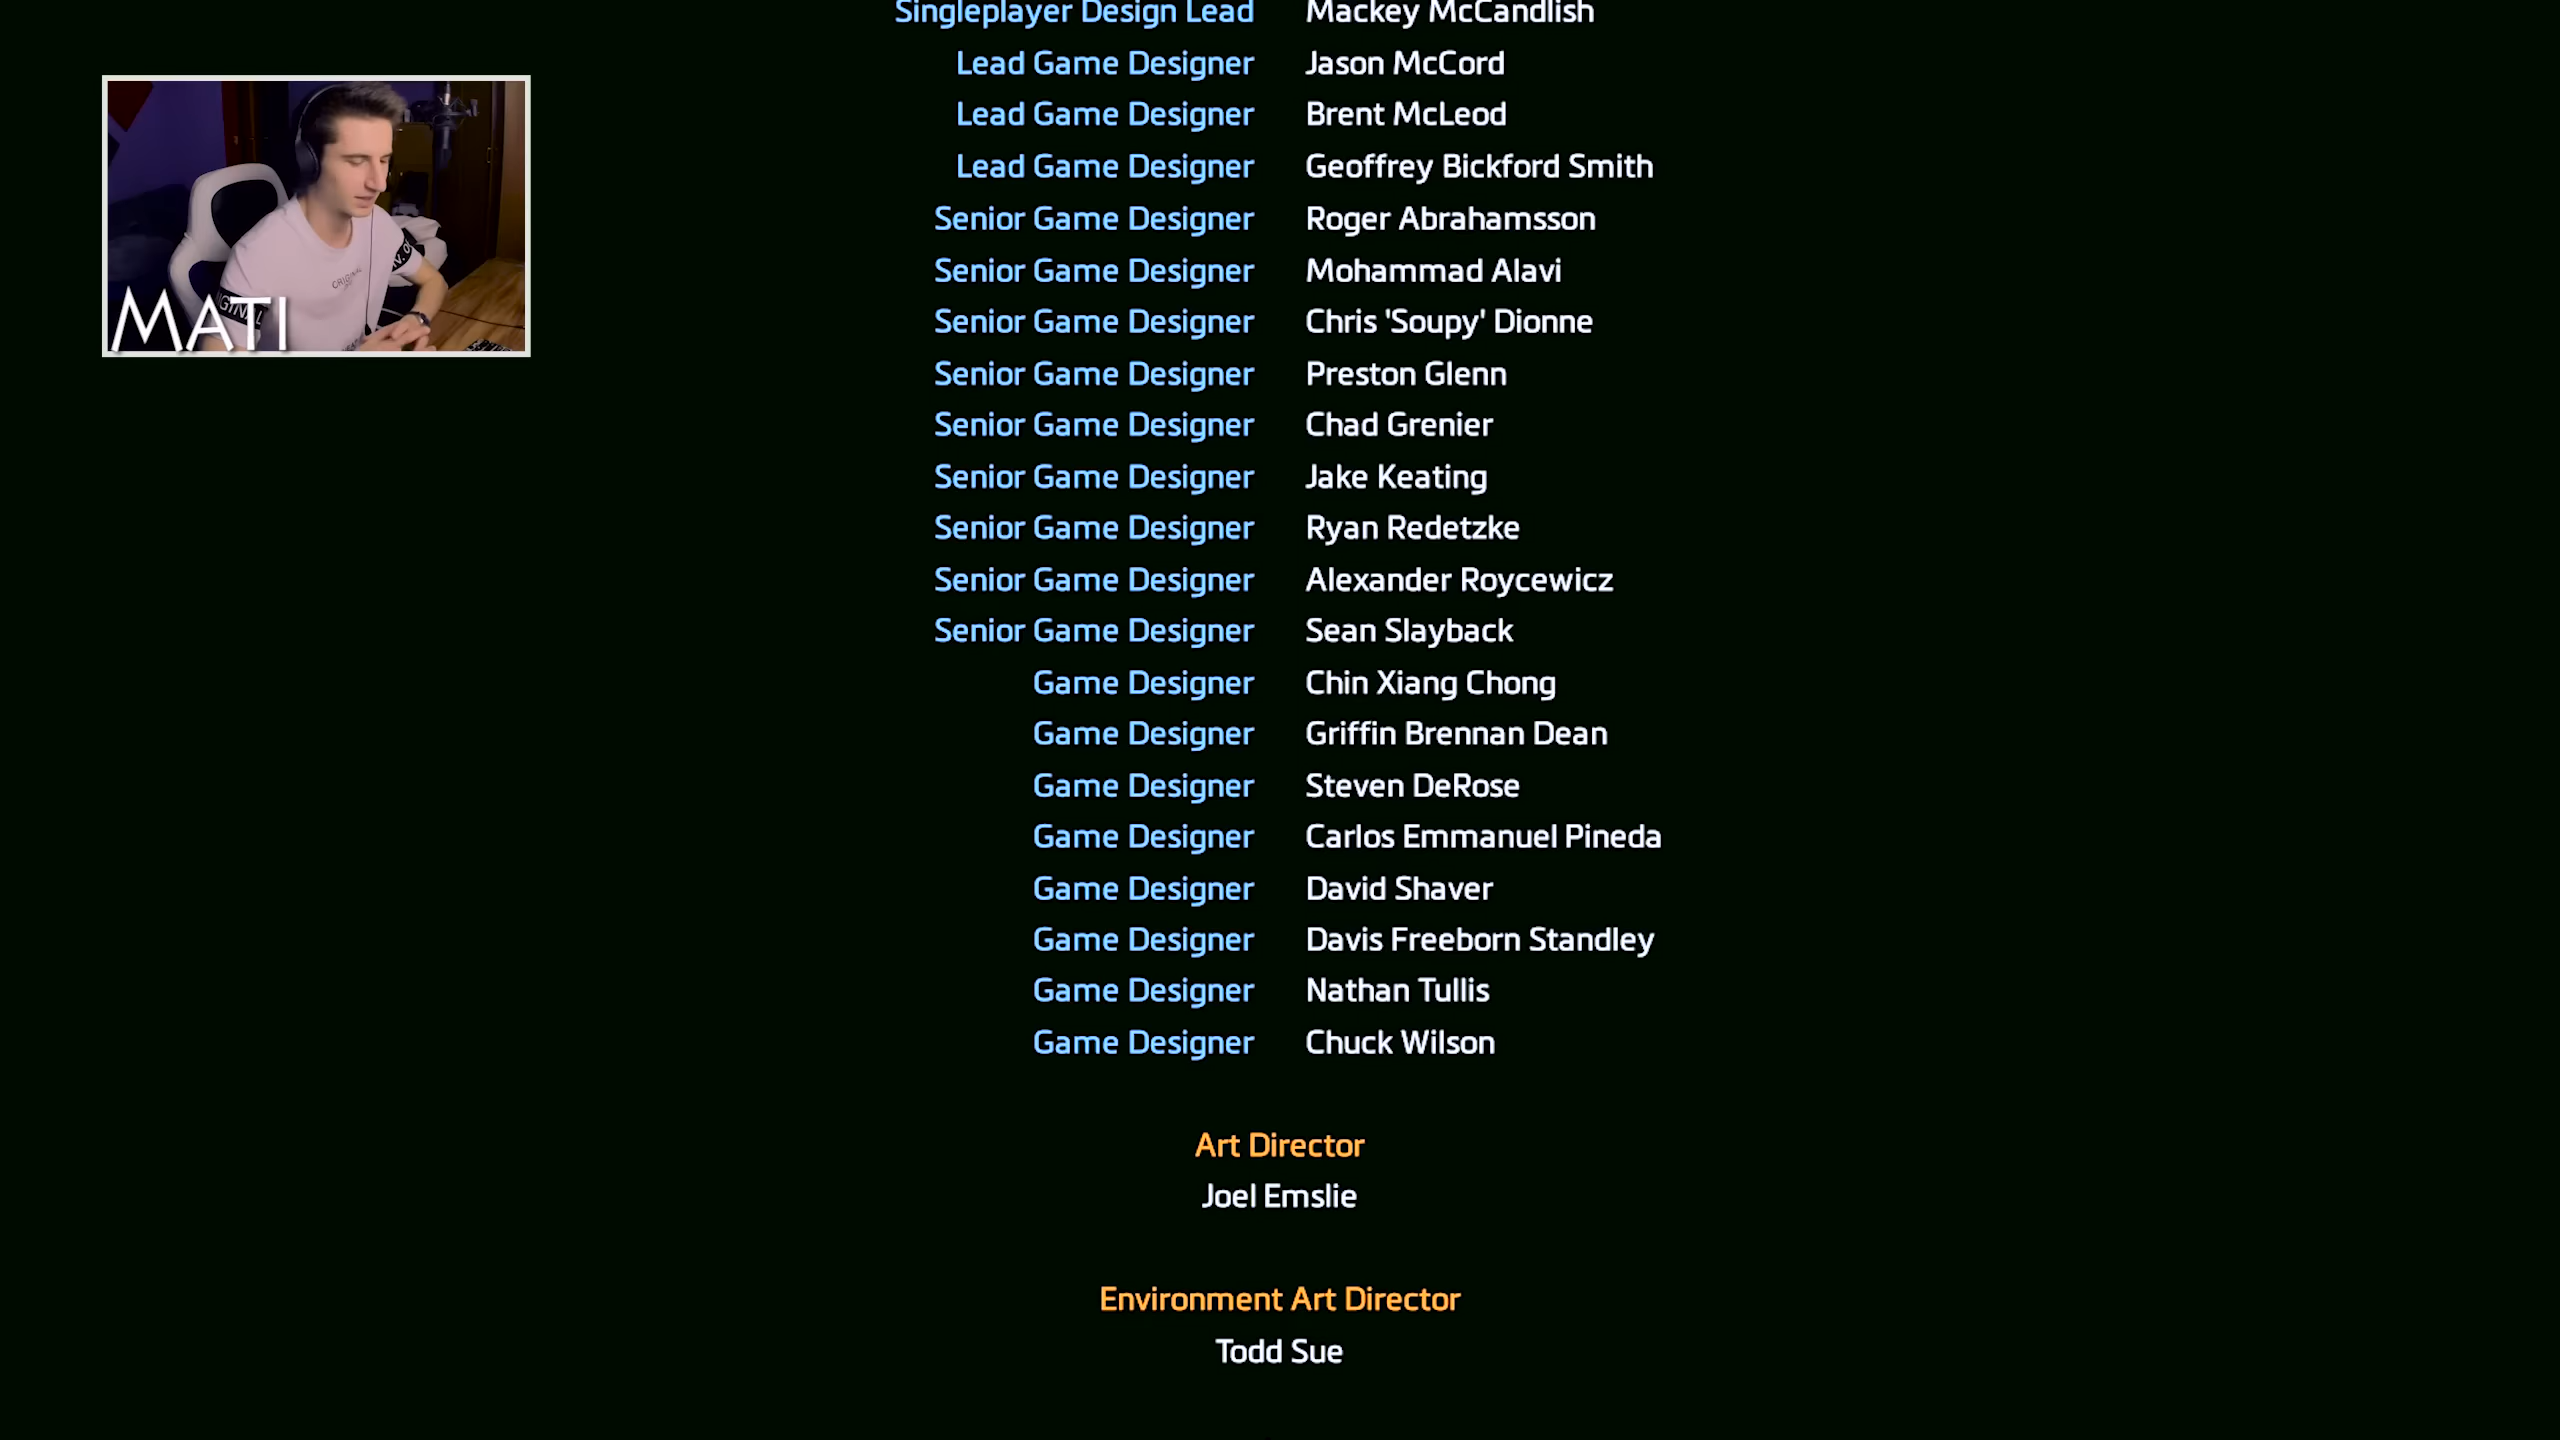 Singleplayer Design Lead Mackey McCandlish
Lead Game Designer Jason McCord
Lead Game Designer Brent McLeod
Lead Game Designer Geoffrey Bickford Smith
Senior Game Designer Roger Abrahamsson
Senior Game Designer Mohammad Alavi
Senior Game Designer Chris 'Soupy' Dionne
Senior Game Designer Preston Glenn
Senior Game Designer Chad Grenier
Senior Game Designer Jake Keating
Senior Game Designer Ryan Redetzke
Senior Game Designer Alexander Roycewicz
Senior Game Designer Sean Slayback
Game Designer Chin Xiang Chong
Game Designer Griffin Brennan Dean
Game Designer Steven DeRose
Game Designer Carlos Emmanuel Pineda
Game Designer David Shaver
Game Designer Davis Freeborn Standley
Game Designer Nathan Tullis
Game Designer Chuck Wilson
Art Director
Joel Emslie
Environment Art Director
Todd Sue
MATI